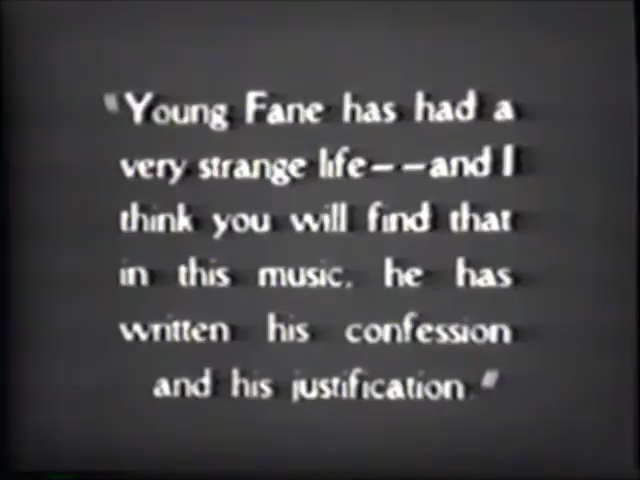 "Young Fane has had a
very strange life--and I
think you will find that
in this music, he has
written his confession
and his justification."